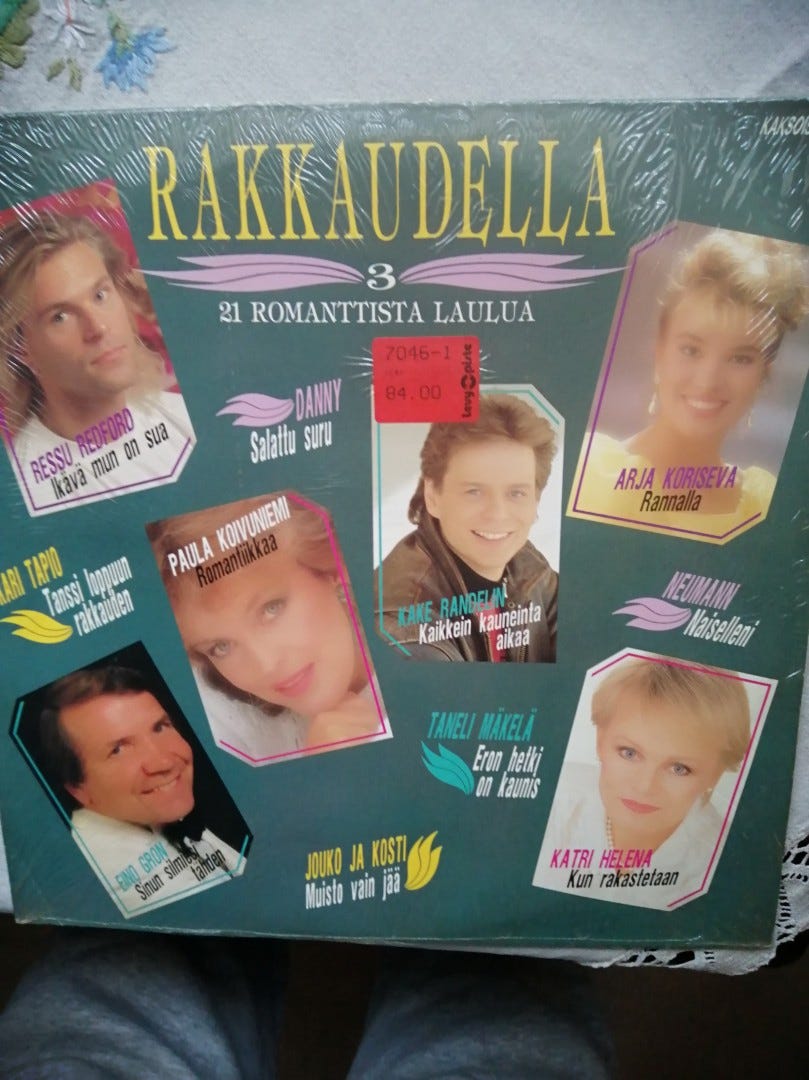 KAKSOIS
RAKKAUDELLA
3
21 ROMANTTISTA LAULUA
7046-1
84.00
levypiste
RESSU REDFORD
Ikävä mun on sua
DANNY
Salattu suru
ARJA KORISEVA
Rannalla
KARI TAPIO
Tanssi loppuun
rakkauden
PAULA KOIVUNIEMI
Romantiikkaa
KAKE RANDELIN
Kaikkein kauneinta
aikaa
NEUMANN
Naiselleni
EINO GRÖN
Sinun silmiesi
tähden
TANELI MÄKELÄ
Eron hetki
on kaunis
JOUKO JA KOSTI
Muisto vain jää
KATRI HELENA
Kun rakastetaan